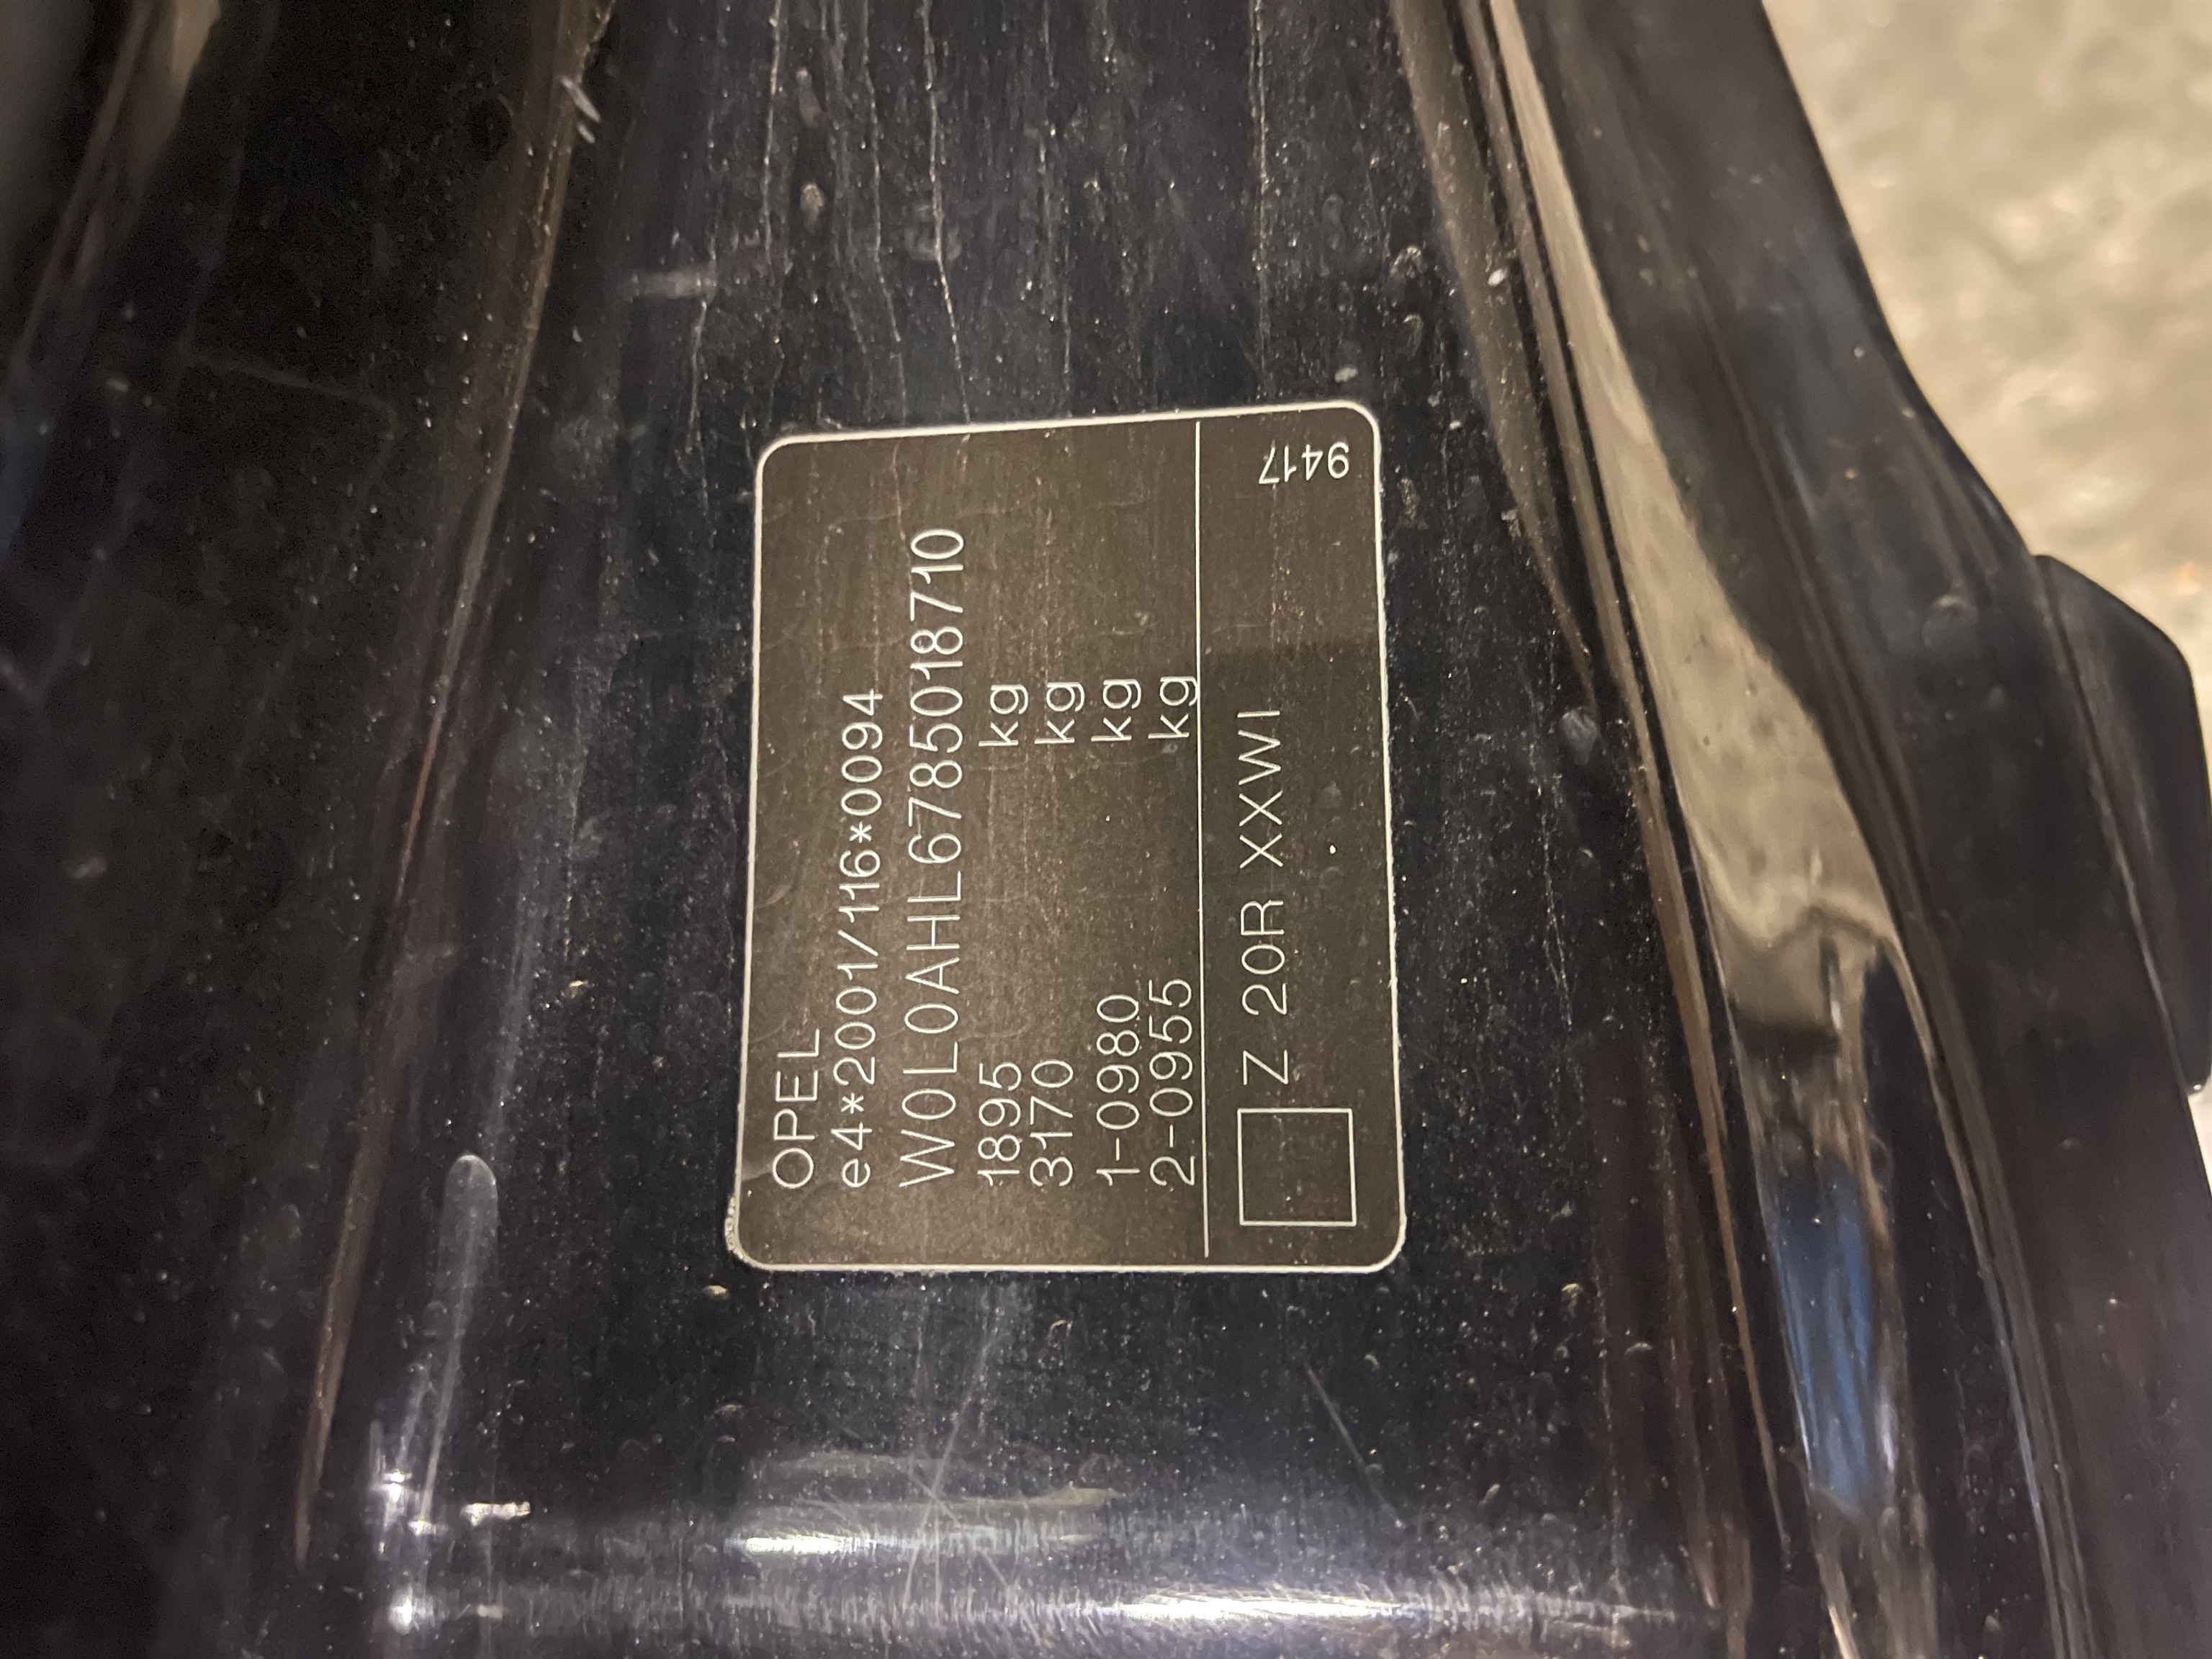 OPEL
e4*2001/116*0094
W0L0AHL6785018710
1895 kg
3170 kg
1-0980 kg
2-0955 kg
Z 20R XXWI
9417